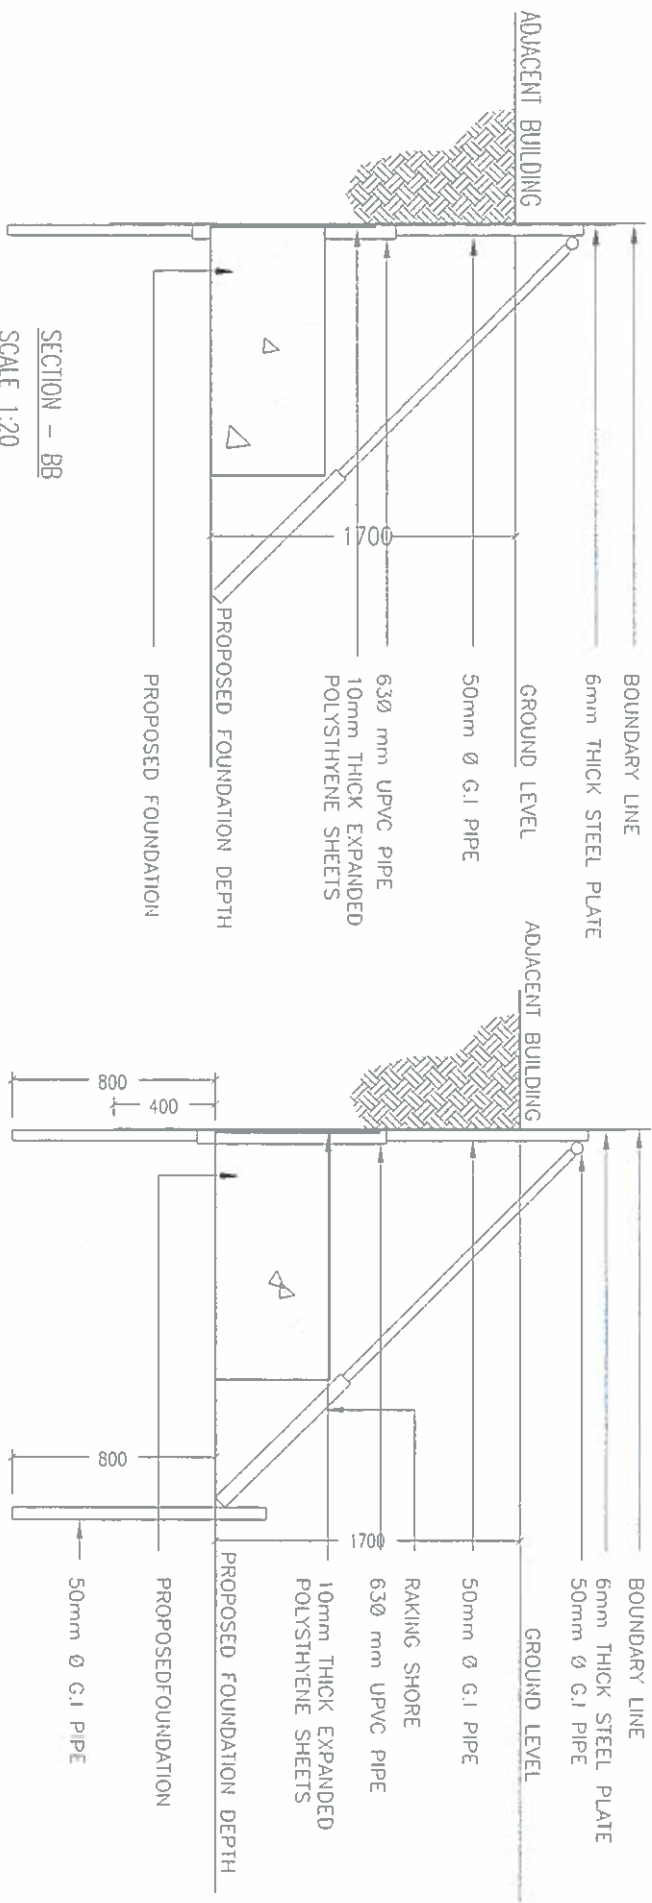 ADJACENT BUILDING
BOUNDARY LINE
6mm THICK STEEL PLATE
GROUND LEVEL
50mm Ø G.I PIPE
630 mm UPVC PIPE
10mm THICK EXPANDED
POLYSTHYENE SHEETS
1700
PROPOSED FOUNDATION DEPTH
PROPOSED FOUNDATION
SECTION - BB
SCALE 1:20
ADJACENT BUILDING
BOUNDARY LINE
6mm THICK STEEL PLATE
50mm Ø G.I PIPE
GROUND LEVEL
50mm Ø G.I PIPE
RAKING SHORE
630 mm UPVC PIPE
10mm THICK EXPANDED
POLYSTHYENE SHEETS
1700
PROPOSED FOUNDATION DEPTH
PROPOSEDFOUNDATION
50mm Ø G.I PIPE
800
400
800